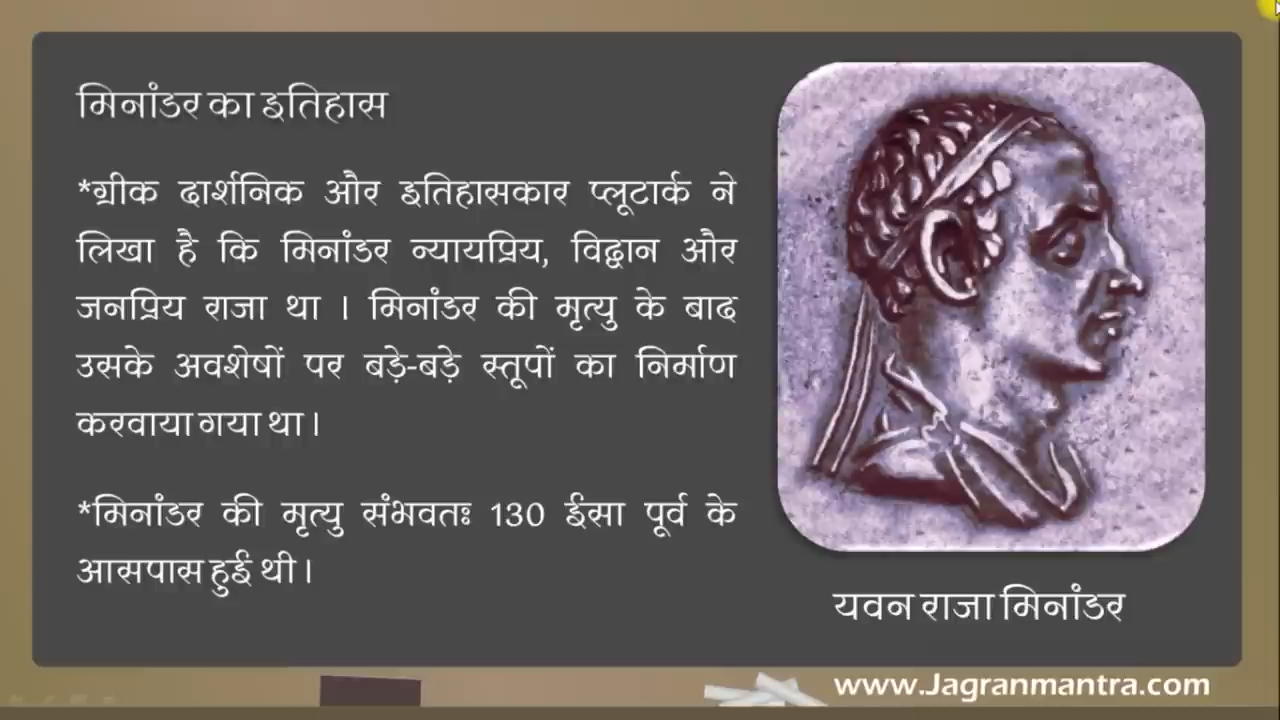 मिनांडर का इतिहास
*ग्रीक दार्शनिक और इतिहासकार प्लूटार्क ने
लिखा है कि मिनांडर न्यायप्रिय, विद्वान और
जनप्रिय राजा था । मिनांडर की मृत्यु के बाद
उसके अवशेषों पर बड़े-बड़े स्तूपों का निर्माण
करवाया गया था ।
*मिनांडर की मृत्यु संभवतः 130 ईसा पूर्व के
आसपास हुई थी ।
यवन राजा मिनांडर
www.Jagranmantra.com